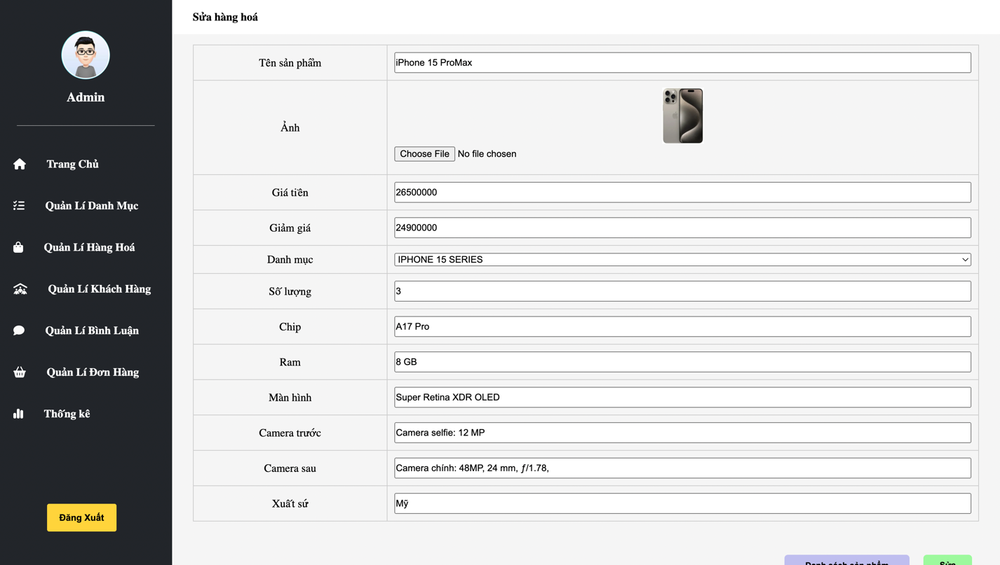 Sửa hàng hoá
Admin
Trang Chủ
Quản Lí Danh Mục
Quản Lí Hàng Hoá
Quản Lí Khách Hàng
Quản Lí Bình Luận
Quản Lí Đơn Hàng
Thống kê
Đăng Xuất
Tên sản phẩm
iPhone 15 ProMax
Ảnh
Choose File No file chosen
Giá tiền
26500000
Giảm giá
24900000
Danh mục
IPHONE 15 SERIES
Số lượng
3
Chip
A17 Pro
Ram
8 GB
Màn hình
Super Retina XDR OLED
Camera trước
Camera selfie: 12 MP
Camera sau
Camera chính: 48MP, 24 mm, ƒ/1.78,
Xuất sứ
Mỹ
Danh sách sản phẩm
Sửa